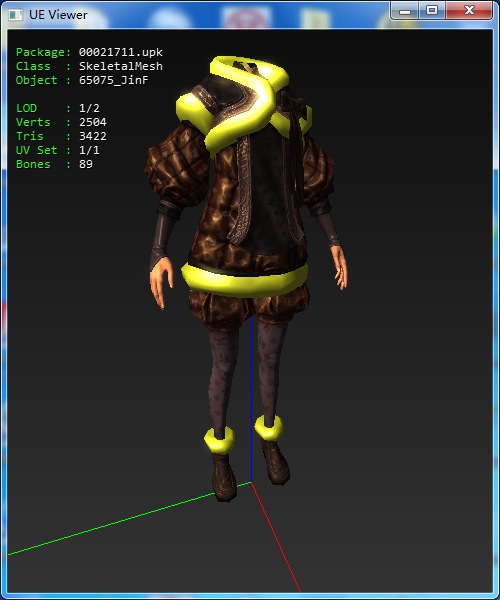 UE Viewer
Package: 00021711.upk
Class : SkeletalMesh
Object : 65075_JinF
LOD : 1/2
Verts : 2504
Tris : 3422
UV Set : 1/1
Bones : 89